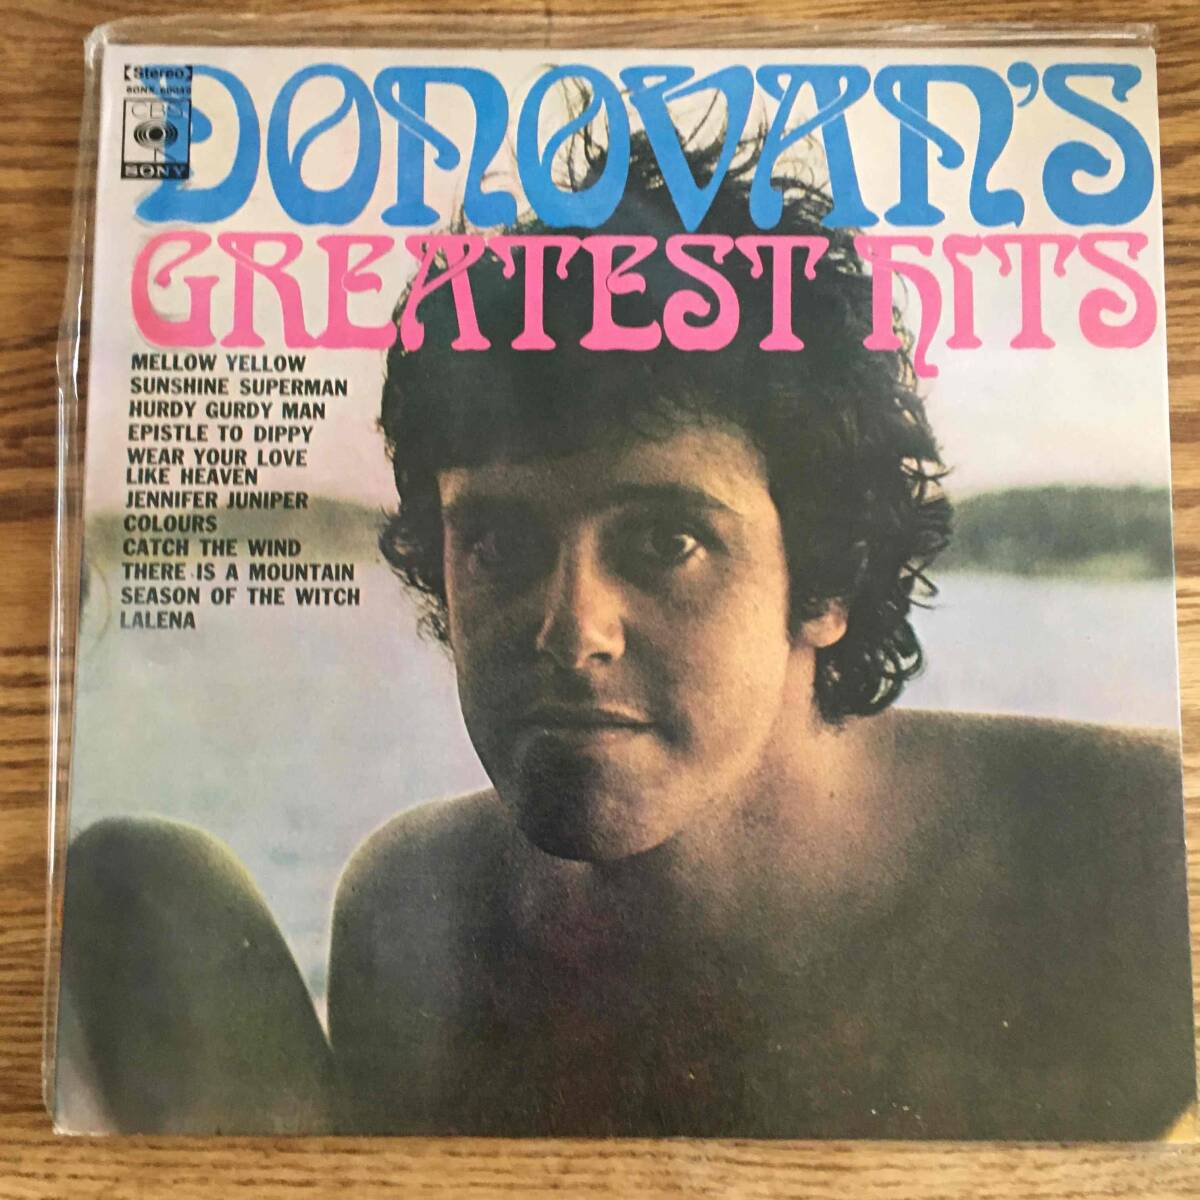 【Stereo】
CBS
SONY
DONOVAN'S
GREATEST HITS
MELLOW YELLOW
SUNSHINE SUPERMAN
HURDY GURDY MAN
EPISTLE TO DIPPY
WEAR YOUR LOVE
LIKE HEAVEN
JENNIFER JUNIPER
COLOURS
CATCH THE WIND
THERE IS A MOUNTAIN
SEASON OF THE WITCH
LALENA